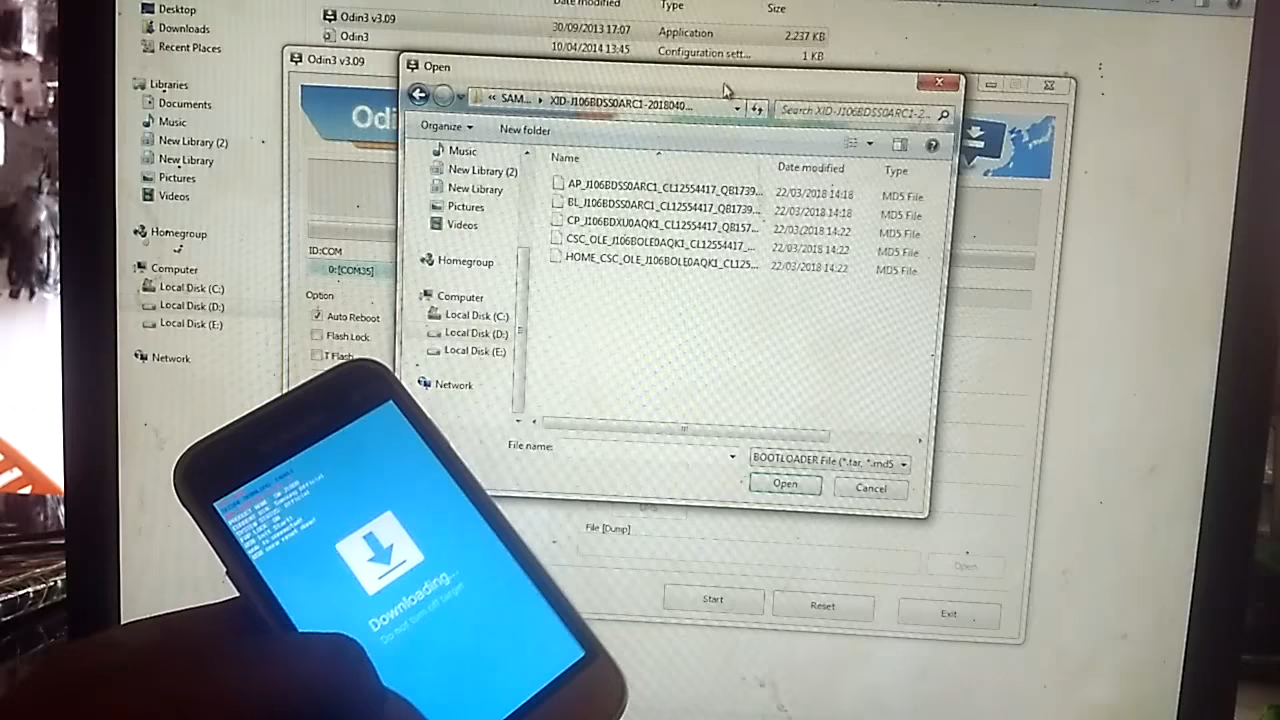 Desktop
Downloads
Recent Places
Libraries
Documents
Music
New Library (2)
New Library
Pictures
Videos
Homegroup
Computer
Local Disk (C:)
Local Disk (D:)
Local Disk (E:)
Network
Date modified
Type
Size
Odin3 v3.09
30/09/2013 17:07
Application
2.237 KB
Odin3
10/04/2014 13:45
Configuration sett...
1 KB
Odin3 v3.09
Odi
ID:COM
0:[COM35]
Option
Auto Reboot
Flash Lock
T Flash
Open
« SAM... ▸ XID-J106BDSS0ARC1-2018040...
Search XID-J106BDSS0ARC1-2...
Organize
New folder
Music
New Library (2)
New Library
Pictures
Videos
Homegroup
Computer
Local Disk (C:)
Local Disk (D:)
Local Disk (E:)
Network
Name
Date modified
Type
AP_J106BDSS0ARC1_CL12554417_QB1739... 22/03/2018 14:18 MD5 File
BL_J106BDSS0ARC1_CL12554417_QB1739... 22/03/2018 14:18 MD5 File
CP_J106BDXU0AQK1_CL12554417_QB157... 22/03/2018 14:22 MD5 File
CSC_OLE_J106BOLE0AQK1_CL12554417_... 22/03/2018 14:22 MD5 File
HOME_CSC_OLE_J106BOLE0AQK1_CL125... 22/03/2018 14:22 MD5 File
File name:
BOOTLOADER File (*.tar, *.md5
Open
Cancel
File [Dump]
Open
Start
Reset
Exit
Downloading...
Do not turn off target